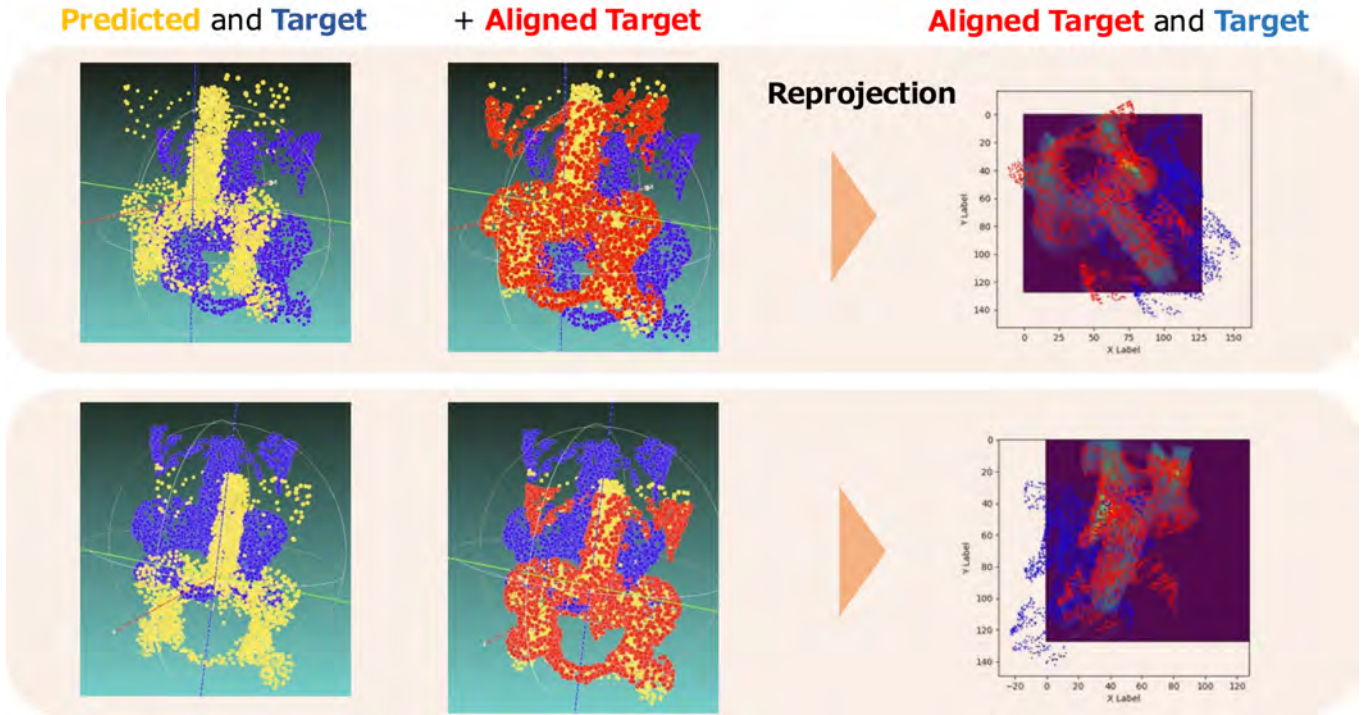 Predicted and Target
+ Aligned Target
Aligned Target and Target
Reprojection
0
20
40
60
80
100
120
140
Y Label
0 25 50 75 100 125 150
X Label
0
20
40
60
80
100
120
140
Y Label
−20 0 20 40 60 80 100 120
X Label